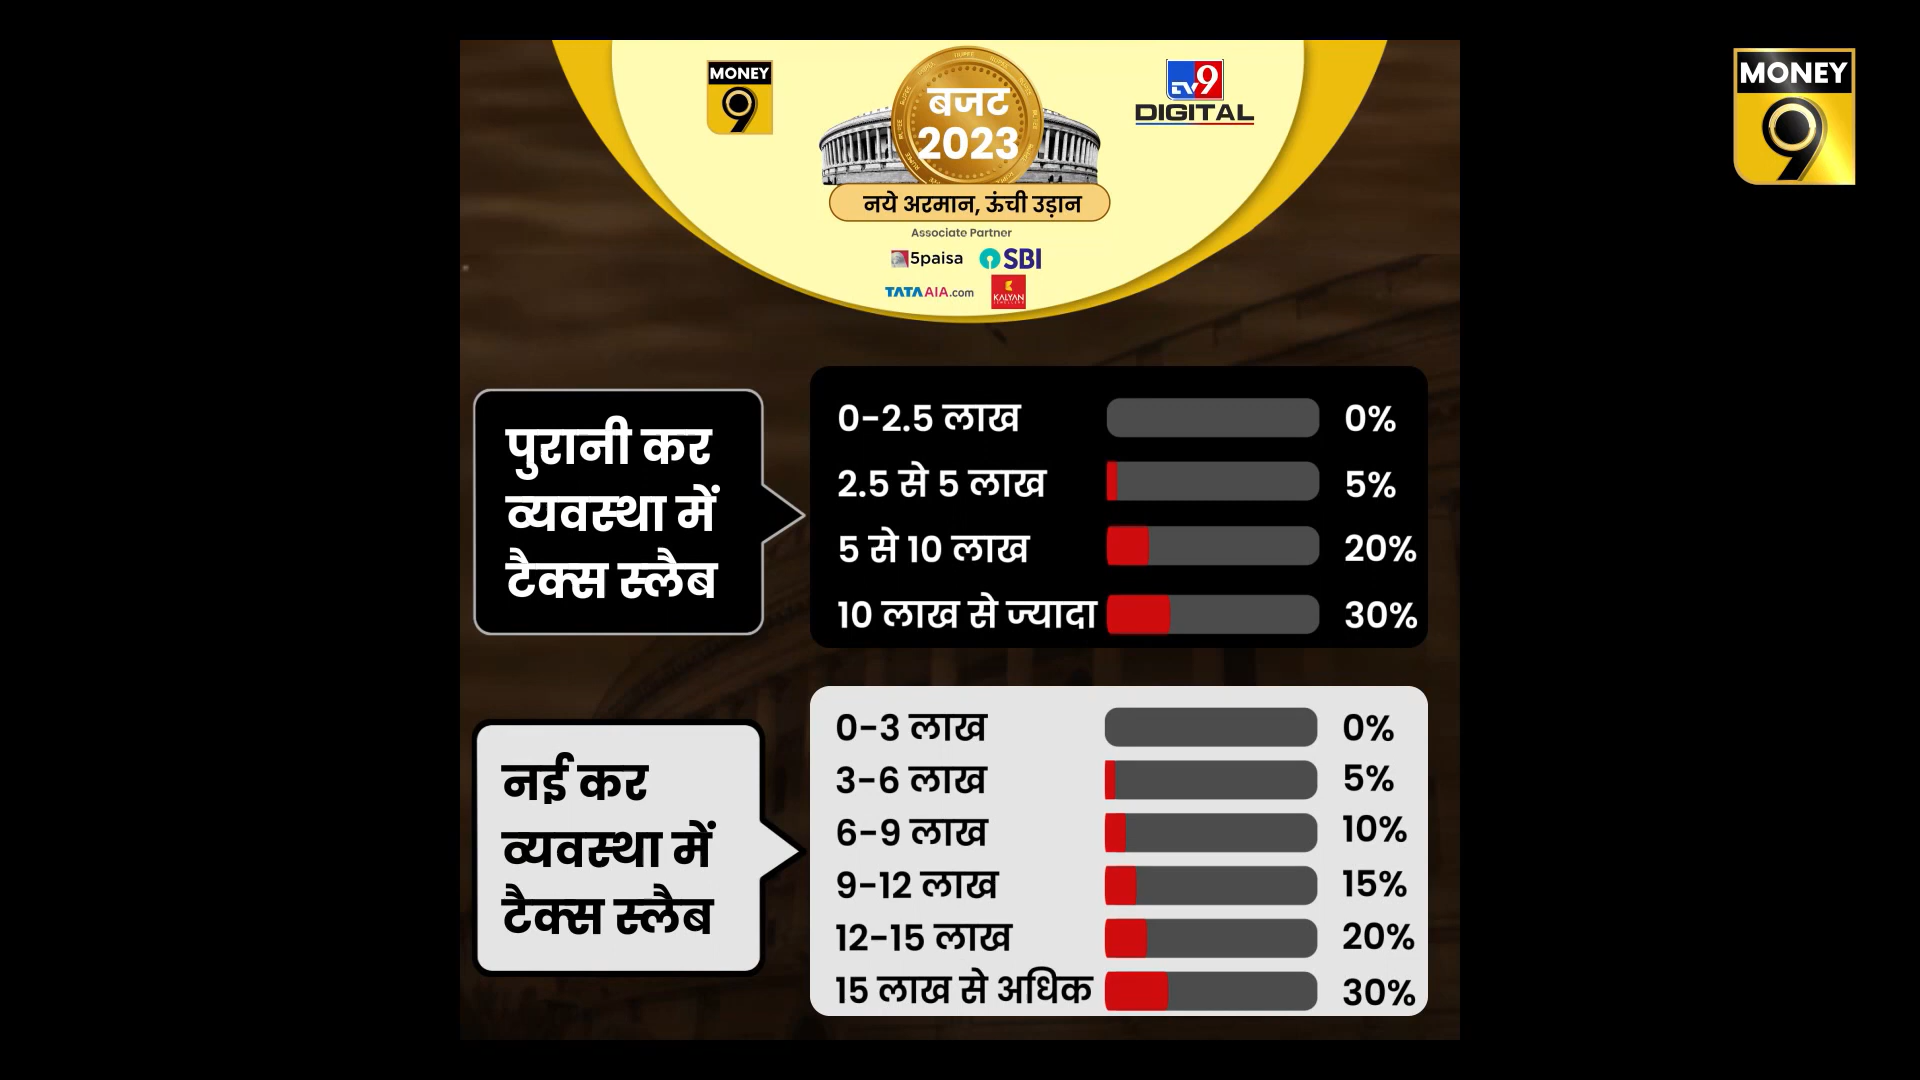 MONEY
9
बजट
2023
TV9
DIGITAL
MONEY
9
नये अरमान, ऊंची उड़ान
Associate Partner
5paisa SBI
TATA AIA.com KALYAN
पुरानी कर
व्यवस्था में
टैक्स स्लैब
0-2.5 लाख 0%
2.5 से 5 लाख 5%
5 से 10 लाख 20%
10 लाख से ज्यादा 30%
नई कर
व्यवस्था में
टैक्स स्लैब
0-3 लाख 0%
3-6 लाख 5%
6-9 लाख 10%
9-12 लाख 15%
12-15 लाख 20%
15 लाख से अधिक 30%